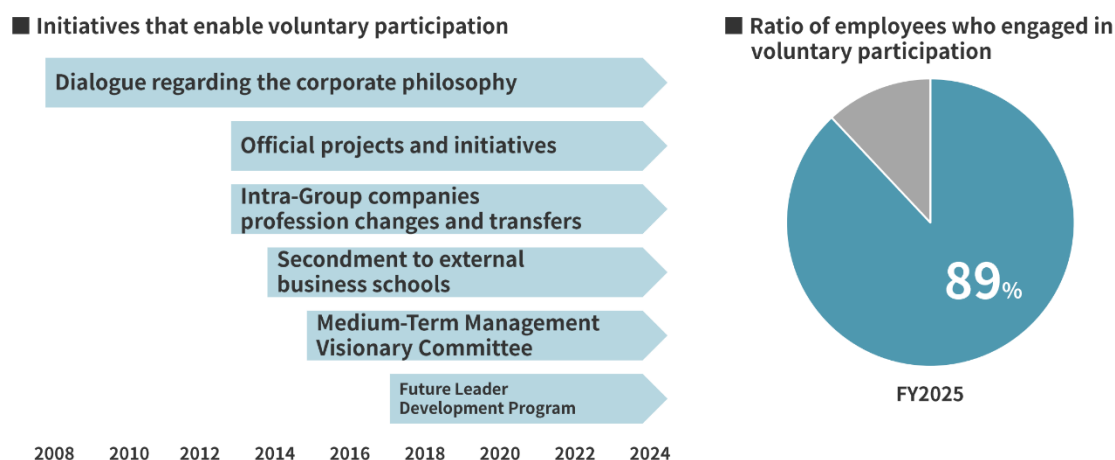 ■ Initiatives that enable voluntary participation
Dialogue regarding the corporate philosophy
Official projects and initiatives
Intra-Group companies
profession changes and transfers
Secondment to external
business schools
Medium-Term Management
Visionary Committee
Future Leader
Development Program
2008 2010 2012 2014 2016 2018 2020 2022 2024
■ Ratio of employees who engaged in
voluntary participation
89%
FY2025